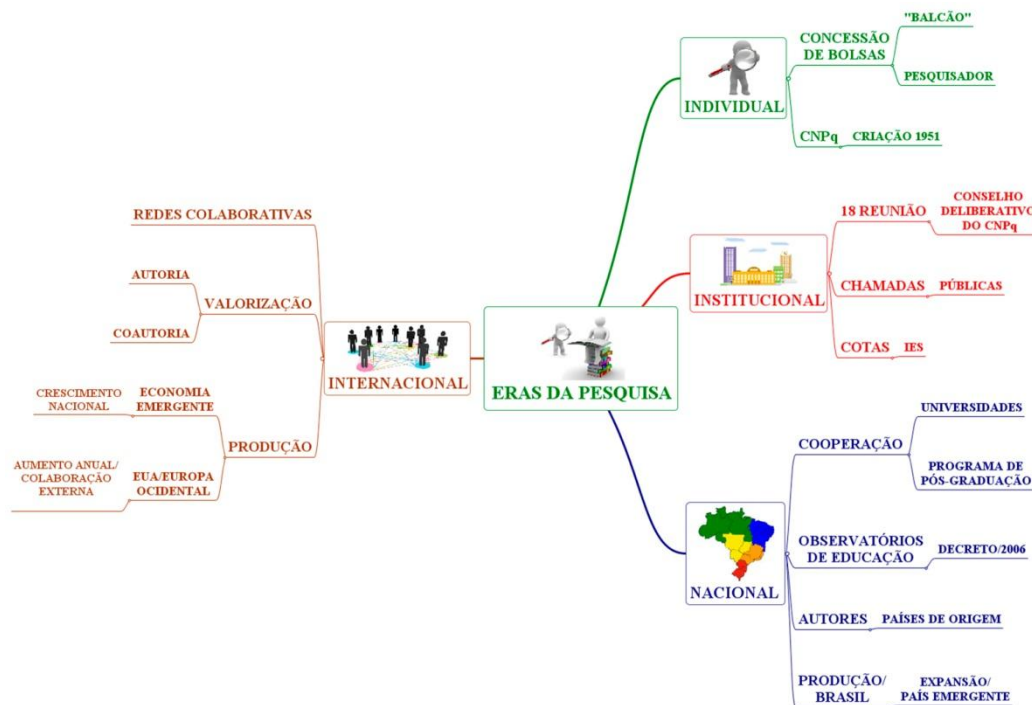 ERAS DA PESQUISA
INDIVIDUAL
CONCESSÃO
DE BOLSAS
"BALCÃO"
PESQUISADOR
CNPq
CRIAÇÃO 1951
INSTITUCIONAL
18 REUNIÃO
CONSELHO
DELIBERATIVO
DO CNPq
CHAMADAS
PÚBLICAS
COTAS
IES
NACIONAL
COOPERAÇÃO
UNIVERSIDADES
PROGRAMA DE
PÓS-GRADUAÇÃO
OBSERVATÓRIOS
DE EDUCAÇÃO
DECRETO/2006
AUTORES
PAÍSES DE ORIGEM
PRODUÇÃO/
BRASIL
EXPANSÃO/
PAÍS EMERGENTE
INTERNACIONAL
REDES COLABORATIVAS
VALORIZAÇÃO
AUTORIA
COAUTORIA
PRODUÇÃO
ECONOMIA
EMERGENTE
CRESCIMENTO
NACIONAL
EUA/EUROPA
OCIDENTAL
AUMENTO ANUAL/
COLABORAÇÃO
EXTERNA